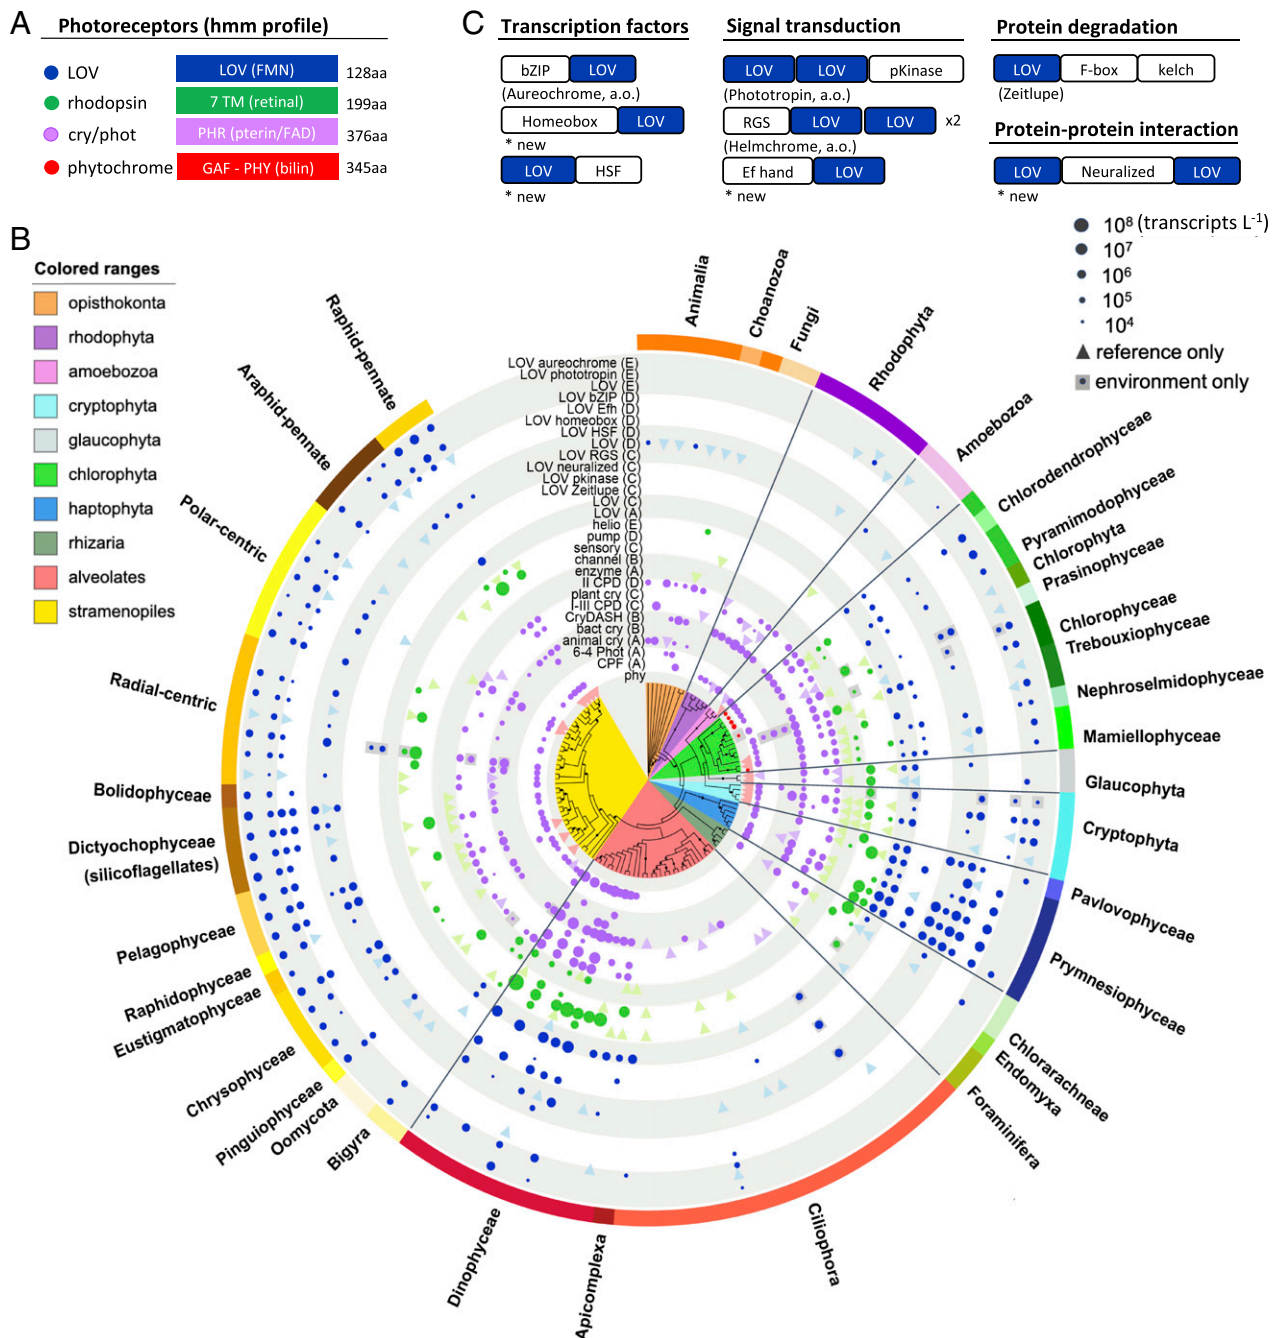 A
Photoreceptors (hmm profile)
LOV
LOV (FMN)
128aa
rhodopsin
7 TM (retinal)
199aa
cry/phot
PHR (pterin/FAD)
376aa
phytochrome
GAF - PHY (bilin)
345aa
C
Transcription factors
bZIP
LOV
(Aureochrome, a.o.)
Homeobox
LOV
* new
LOV
HSF
* new
Signal transduction
LOV
LOV
pKinase
(Phototropin, a.o.)
RGS
LOV
LOV
x2
(Helmchrome, a.o.)
Ef hand
LOV
* new
Protein degradation
LOV
F-box
kelch
(Zeitlupe)
Protein-protein interaction
LOV
Neuralized
LOV
* new
B
10⁸ (transcripts L⁻¹)
10⁷
10⁶
10⁵
10⁴
reference only
environment only
Colored ranges
opisthokonta
rhodophyta
amoebozoa
cryptophyta
glaucophyta
chlorophyta
haptophyta
rhizaria
alveolates
stramenopiles
LOV aureochrome (E)
LOV phototropin (E)
LOV (E)
LOV bZIP (D)
LOV Efh (D)
LOV homeobox (D)
LOV HSF (D)
LOV (D)
LOV RGS (C)
LOV neuralized (C)
LOV pkinase (C)
LOV Zeitlupe (C)
LOV (C)
LOV (A)
helio (E)
pump (D)
sensory (C)
channel (B)
enzyme (A)
II CPD (D)
plant cry (C)
I-III CPD (C)
CryDASH (B)
bact cry (B)
animal cry (A)
6-4 Phot (A)
CPF (A)
phy
Animalia
Choanozoa
Fungi
Rhodophyta
Amoebozoa
Chlorodendrophyceae
Pyramimodophyceae
Chlorophyta
Prasinophyceae
Chlorophyceae
Trebouxiophyceae
Nephroselmidophyceae
Mamiellophyceae
Glaucophyta
Cryptophyta
Pavlovophyceae
Prymnesiophyceae
Chlorarachneae
Endomyxa
Foraminifera
Ciliophora
Apicomplexa
Dinophyceae
Bigyra
Oomycota
Pinguiophyceae
Chrysophyceae
Eustigmatophyceae
Raphidophyceae
Pelagophyceae
Dictyochophyceae
(silicoflagellates)
Bolidophyceae
Radial-centric
Polar-centric
Araphid-pennate
Raphid-pennate